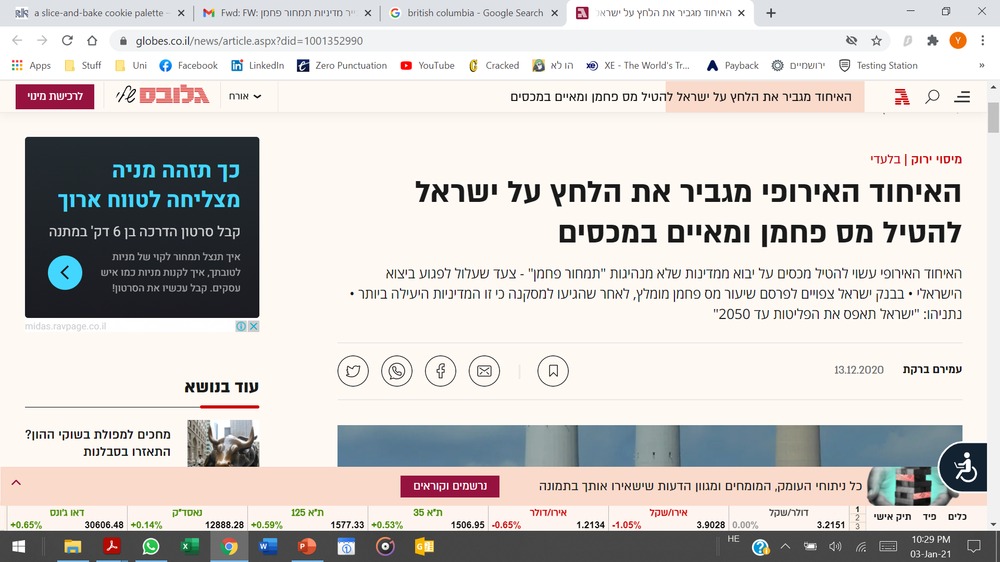 a slice-and-bake cookie palette –
Fwd: FW: נייר מדיניות תמחור פחמן
british columbia - Google Search
האיחוד מגביר את הלחץ על ישראל
globes.co.il/news/article.aspx?did=1001352990
Y
Apps Stuff Uni Facebook LinkedIn Zero Punctuation YouTube Cracked הו לא XE - The World's Tr... Payback ירושמיים Testing Station »
האיחוד מגביר את הלחץ על ישראל להטיל מס פחמן ומאיים במכסים
אורח
גלובס שלי
לרכישת מינוי
מיסוי ירוק | בלעדי
האיחוד האירופי מגביר את הלחץ על ישראל
להטיל מס פחמן ומאיים במכסים
האיחוד האירופי עשוי להטיל מכסים על יבוא ממדינות שלא מנהיגות "תמחור פחמן" - צעד שעלול לפגוע ביצוא
הישראלי • בבנק ישראל צפויים לפרסם שיעור מס פחמן מומלץ, לאחר שהגיעו למסקנה כי זו המדיניות היעילה ביותר •
נתניהו: "ישראל תאפס את הפליטות עד 2050"
עמירם ברקת 13.12.2020
כך תזהה מניה
מצליחה לטווח ארוך
קבל סרטון הדרכה בן 6 דק' במתנה
איך תנצל תמחור לקוי של מניות
לטובתך, איך לקנות מניות כמו איש
עסקים. קבל עכשיו את הסרטון!
midas.ravpage.co.il
עוד בנושא
מחכים למפולת בשוקי ההון?
התאזרו בסבלנות
כל ניתוחי העומק, המומחים ומגוון הדעות שישאירו אותך בתמונה
נרשמים וקוראים
כלים פיד תיק אישי
1
2
3
דולר/שקל
3.2151 0.00%
אירו/שקל
3.9028 -1.05%
אירו/דולר
1.2134 -0.65%
ת"א 35
1506.95 +0.53%
ת"א 125
1577.33 +0.59%
נאסד"ק
12888.28 +0.14%
דאו ג'ונס
30606.48 +0.65%
HE
10:29 PM
03-Jan-21